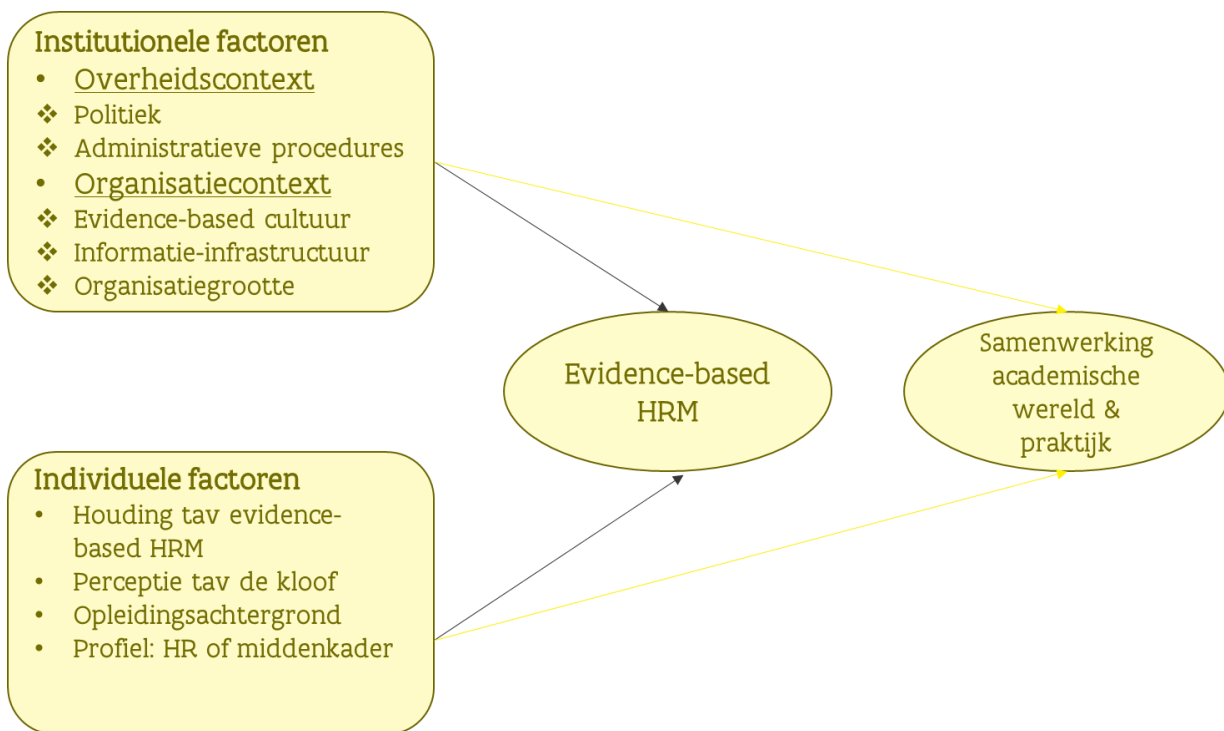 Institutionele factoren
• Overheidscontext
❖ Politiek
❖ Administratieve procedures
• Organisatiecontext
❖ Evidence-based cultuur
❖ Informatie-infrastructuur
❖ Organisatiegrootte
Evidence-based
HRM
Samenwerking
academische
wereld &
praktijk
Individuele factoren
• Houding tav evidence-
based HRM
• Perceptie tav de kloof
• Opleidingsachtergrond
• Profiel: HR of middenkader